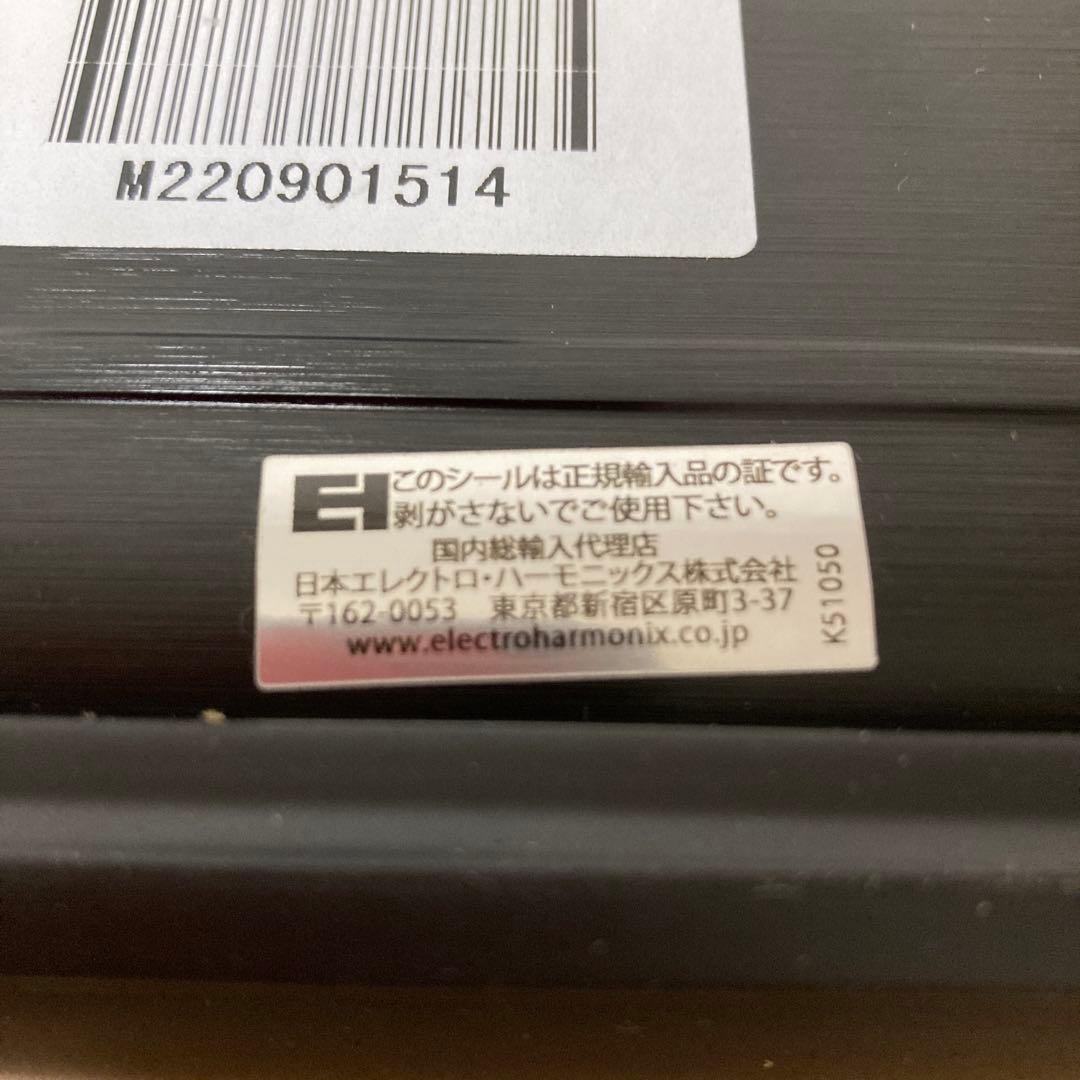 M220901514
EH
このシールは正規輸入品の証です。
剥がさないでご使用下さい。
国内総輸入代理店
日本エレクトロ・ハーモニックス株式会社
〒162-0053 東京都新宿区原町3-37
www.electroharmonix.co.jp
K51050